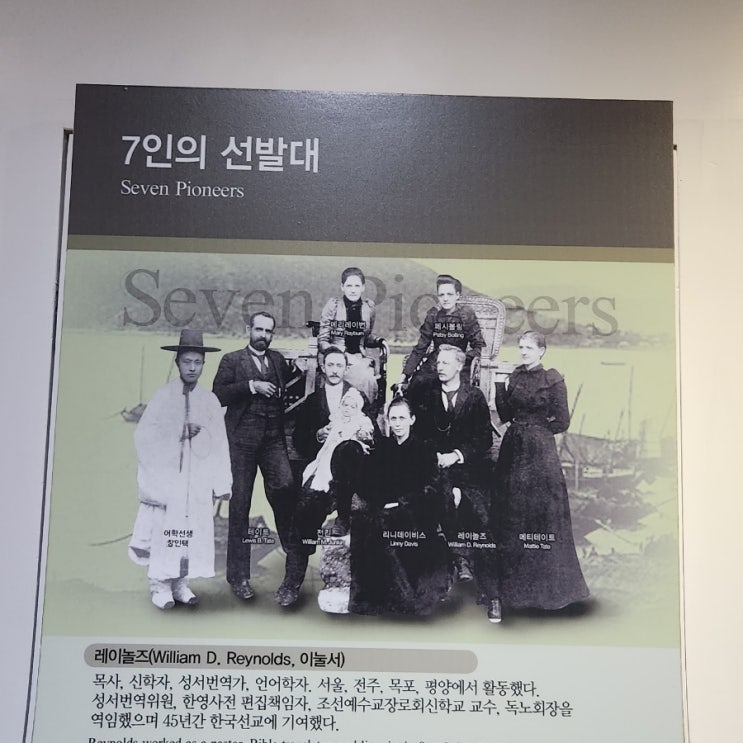 7인의 선발대
Seven Pioneers
Seven Pioneers
메리레이번
Mary Rayburn
페시볼링
Patsy Bolling
어학선생
장인택
테이트
Lewis B. Tate
전킨
William M. Junkin
리니데이비스
Linny Davis
레이놀즈
William D. Reynolds
메티테이트
Mattie Tate
레이놀즈(William D. Reynolds, 이눌서)
목사, 신학자, 성서번역가, 언어학자. 서울, 전주, 목포, 평양에서 활동했다.
성서번역위원, 한영사전 편집책임자, 조선예수교장로회신학교 교수, 독노회장을
역임했으며 45년간 한국선교에 기여했다.
Reynolds worked as a pastor, Bible translator